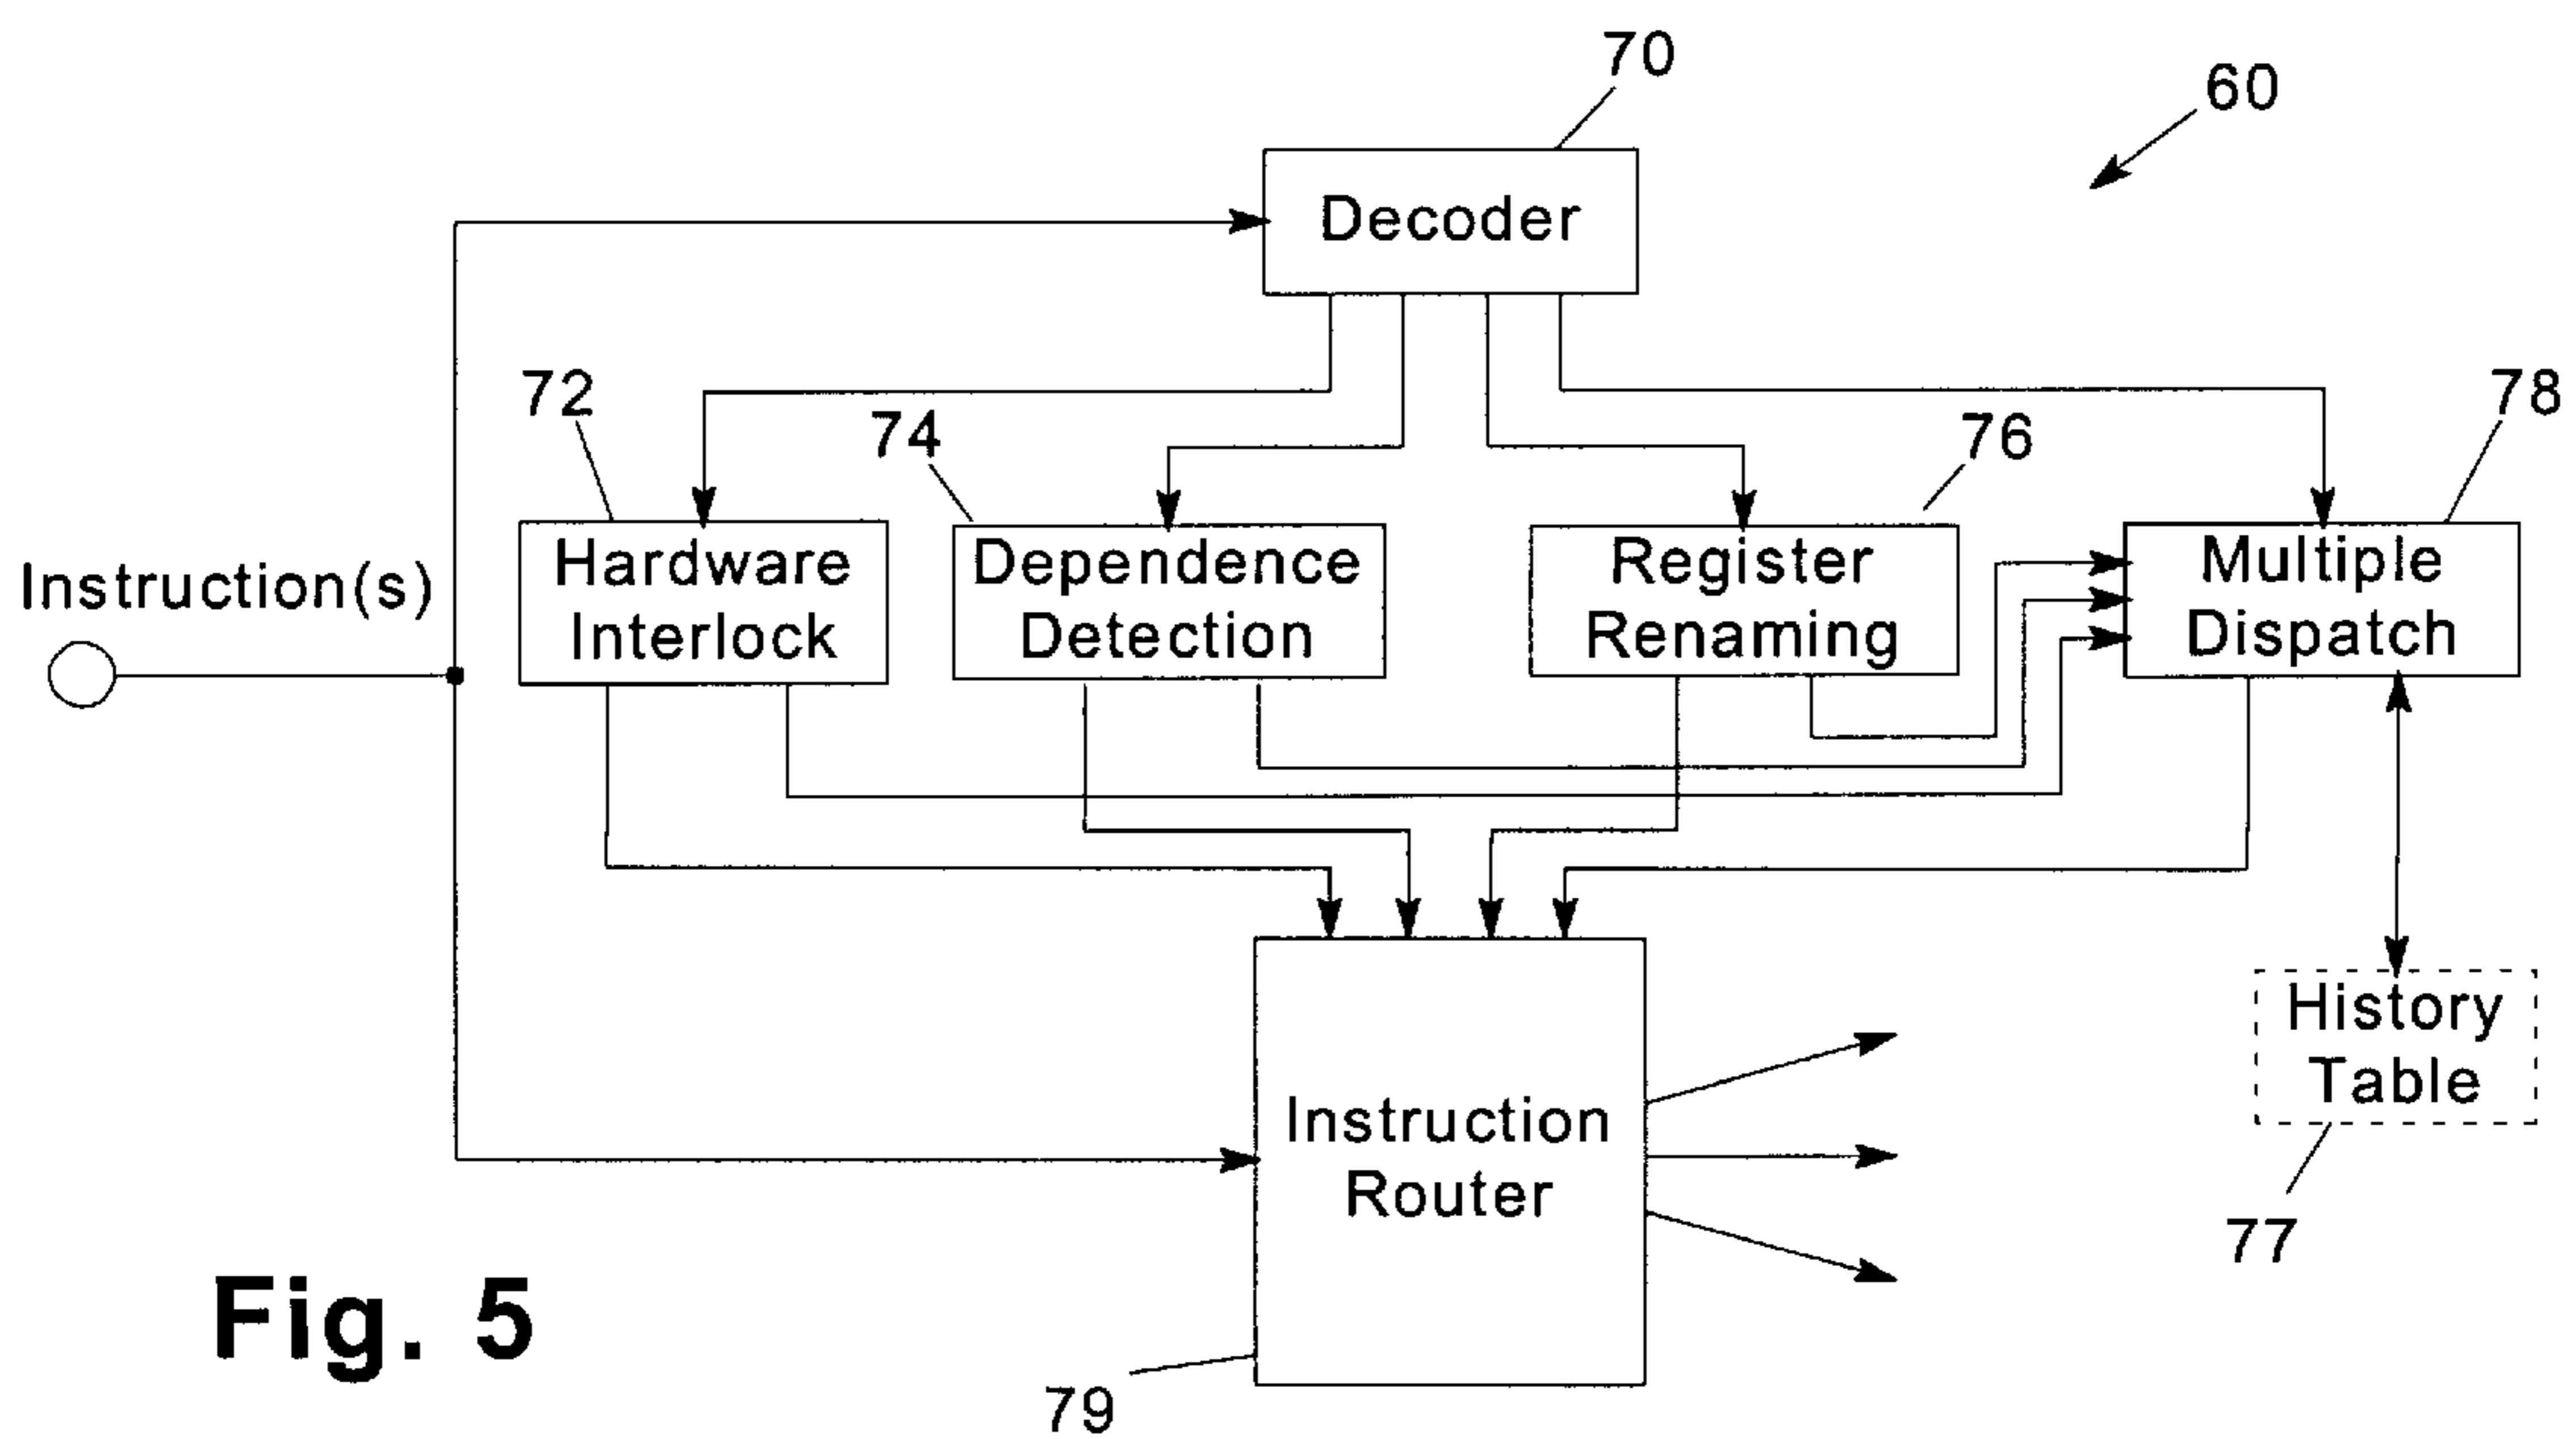 70
60
Decoder
72
74
76
78
Instruction(s)
Hardware
Interlock
Dependence
Detection
Register
Renaming
Multiple
Dispatch
History
Table
Instruction
Router
77
79
Fig. 5